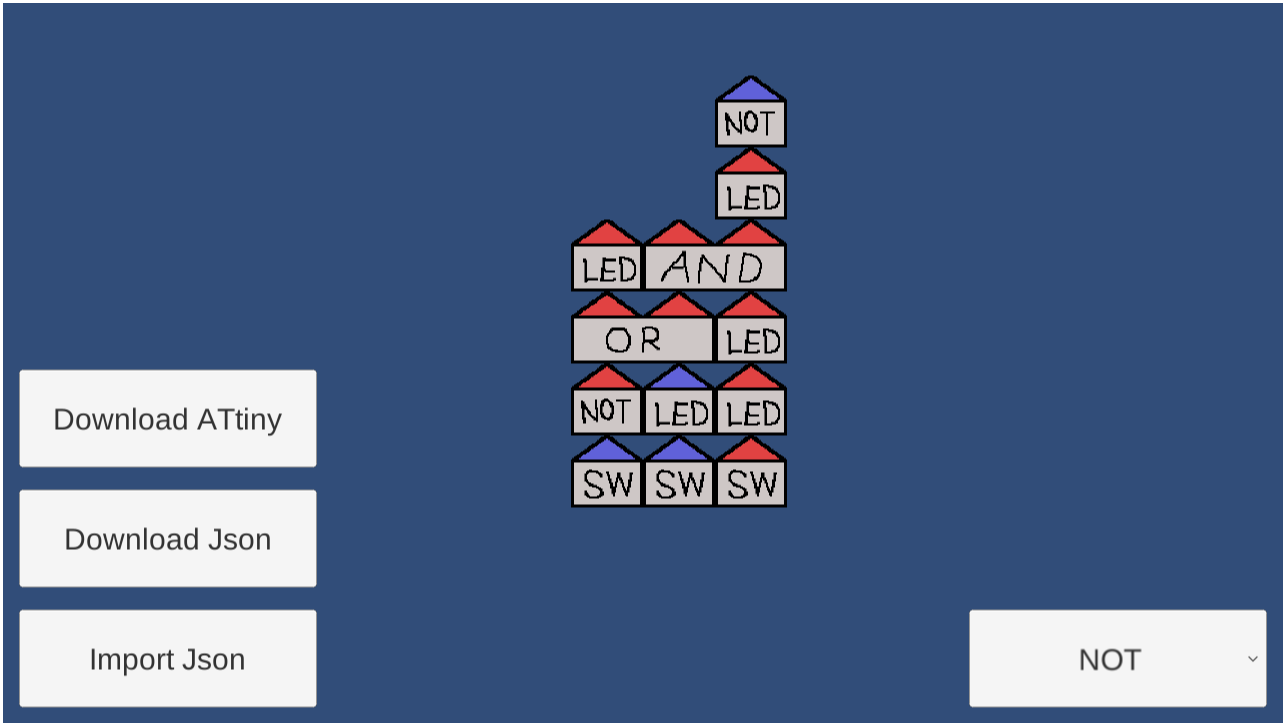 NOT
LED
LED AND
OR LED
NOT LED LED
SW SW SW
Download ATtiny
Download Json
Import Json
NOT